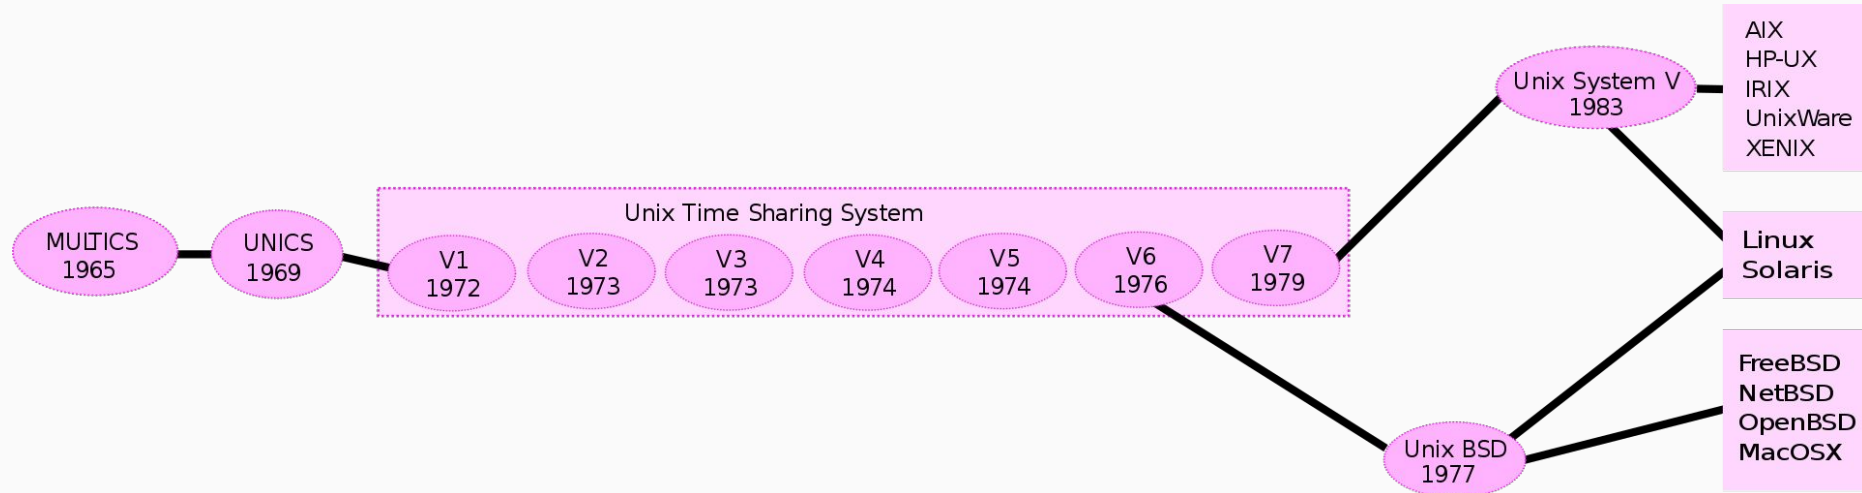 MULTICS
1965
UNICS
1969
Unix Time Sharing System
V1
1972
V2
1973
V3
1973
V4
1974
V5
1974
V6
1976
V7
1979
Unix System V
1983
Unix BSD
1977
AIX
HP-UX
IRIX
UnixWare
XENIX
Linux
Solaris
FreeBSD
NetBSD
OpenBSD
MacOSX